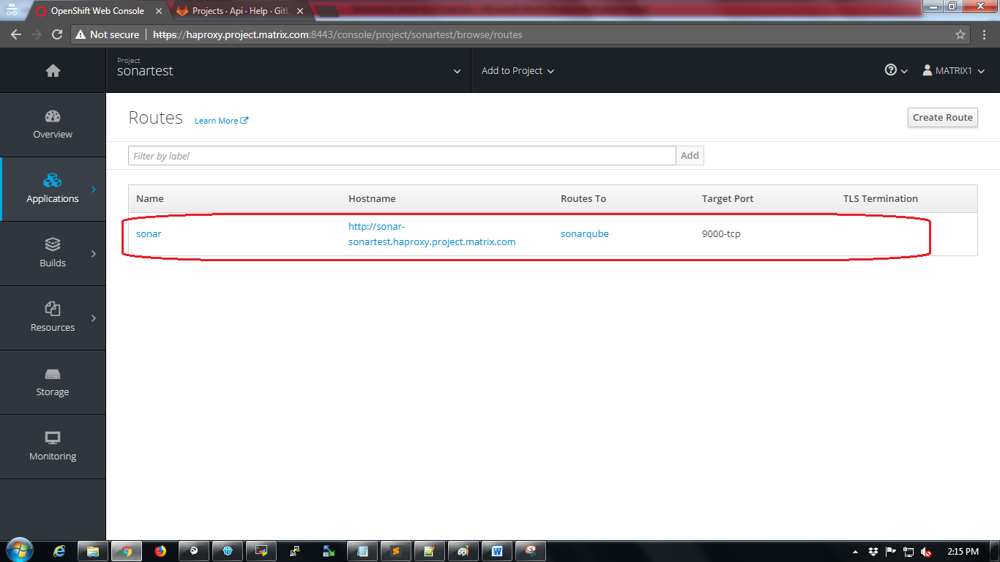 OpenShift Web Console
Projects · Api · Help · GitL
Not secure
https://haproxy.project.matrix.com:8443/console/project/sonartest/browse/routes
Project
sonartest
Add to Project
MATRIX1
Overview
Applications
Builds
Resources
Storage
Monitoring
Routes
Learn More
Create Route
Filter by label
Add
Name Hostname Routes To Target Port TLS Termination
sonar http://sonar-
sonartest.haproxy.project.matrix.com sonarqube 9000-tcp
2:15 PM